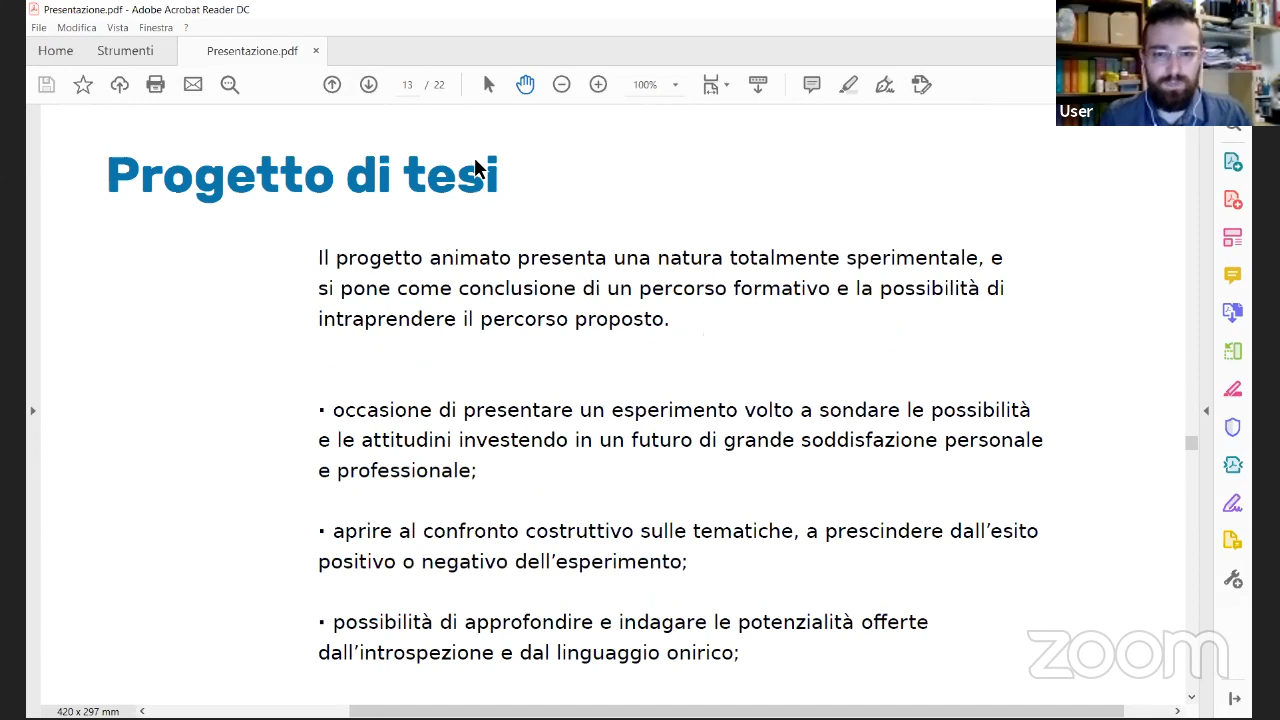 Presentazione.pdf - Adobe Acrobat Reader DC
File Modifica Vista Finestra ?
Home Strumenti Presentazione.pdf ×
13 / 22 100%
User
Progetto di tesi
Il progetto animato presenta una natura totalmente sperimentale, e
si pone come conclusione di un percorso formativo e la possibilità di
intraprendere il percorso proposto.
· occasione di presentare un esperimento volto a sondare le possibilità
e le attitudini investendo in un futuro di grande soddisfazione personale
e professionale;
· aprire al confronto costruttivo sulle tematiche, a prescindere dall’esito
positivo o negativo dell’esperimento;
· possibilità di approfondire e indagare le potenzialità offerte
dall’introspezione e dal linguaggio onirico;
zoom
420 x 297 mm